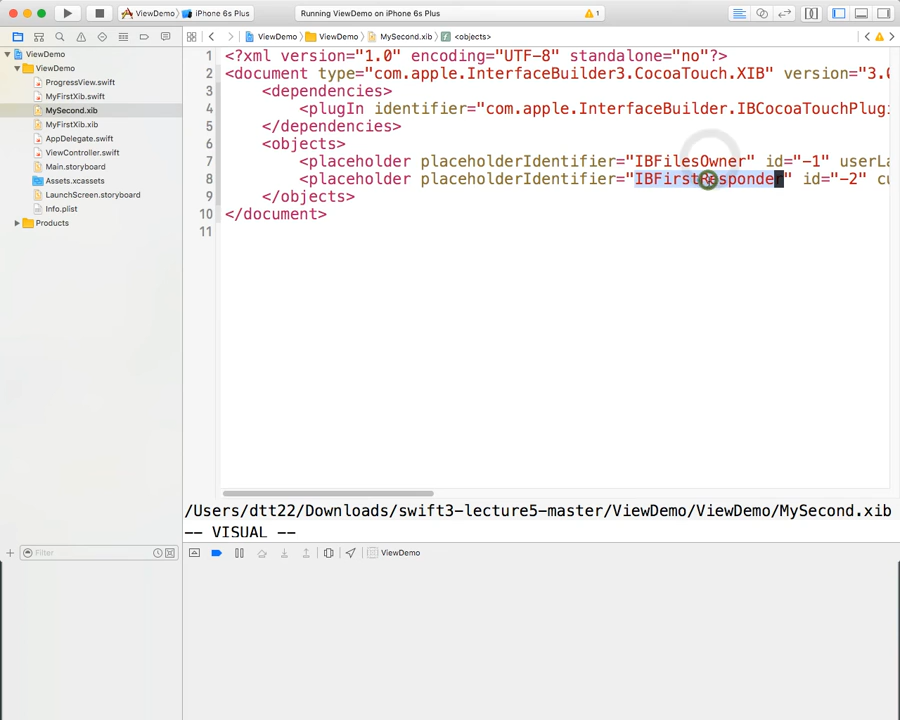 ViewDemo
iPhone 6s Plus
Running ViewDemo on iPhone 6s Plus
1
ViewDemo
ViewDemo
MySecond.xib
<objects>
ViewDemo
ViewDemo
ProgressView.swift
MyFirstXib.swift
MySecond.xib
MyFirstXib.xib
AppDelegate.swift
ViewController.swift
Main.storyboard
Assets.xcassets
LaunchScreen.storyboard
Info.plist
Products
1 <?xml version="1.0" encoding="UTF-8" standalone="no"?>
2 <document type="com.apple.InterfaceBuilder3.CocoaTouch.XIB" version="3.0
3 <dependencies>
4 <plugIn identifier="com.apple.InterfaceBuilder.IBCocoaTouchPlugi
5 </dependencies>
6 <objects>
7 <placeholder placeholderIdentifier="IBFilesOwner" id="-1" userLa
8 <placeholder placeholderIdentifier="IBFirstResponder" id="-2" cu
9 </objects>
10 </document>
11
/Users/dtt22/Downloads/swift3-lecture5-master/ViewDemo/ViewDemo/MySecond.xib
-- VISUAL --
Filter
ViewDemo